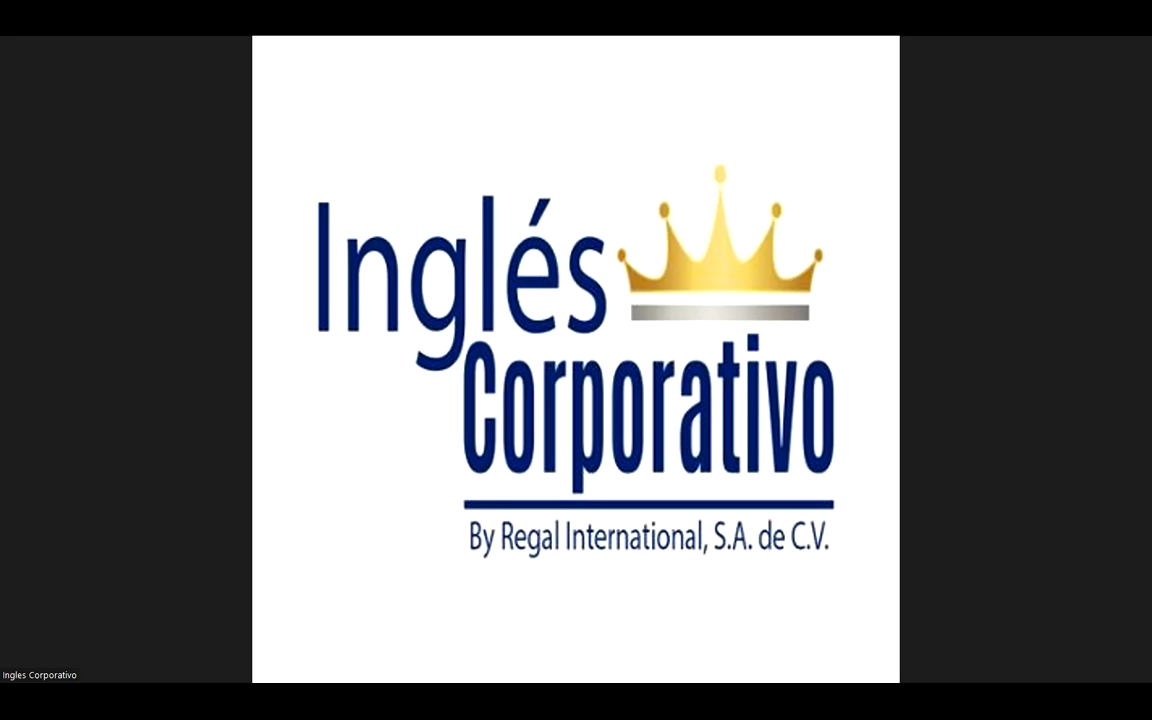 Inglés
Corporativo
By Regal International, S.A. de C.V.
Ingles Corporativo